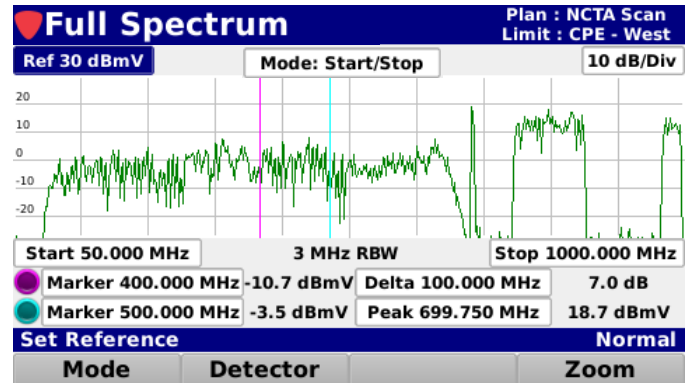 Full Spectrum
Plan : NCTA Scan
Limit : CPE - West
Ref 30 dBmV
Mode: Start/Stop
10 dB/Div
20
10
0
-10
-20
Start 50.000 MHz
3 MHz RBW
Stop 1000.000 MHz
Marker 400.000 MHz -10.7 dBmV Delta 100.000 MHz 7.0 dB
Marker 500.000 MHz -3.5 dBmV Peak 699.750 MHz 18.7 dBmV
Set Reference
Normal
Mode
Detector
Zoom